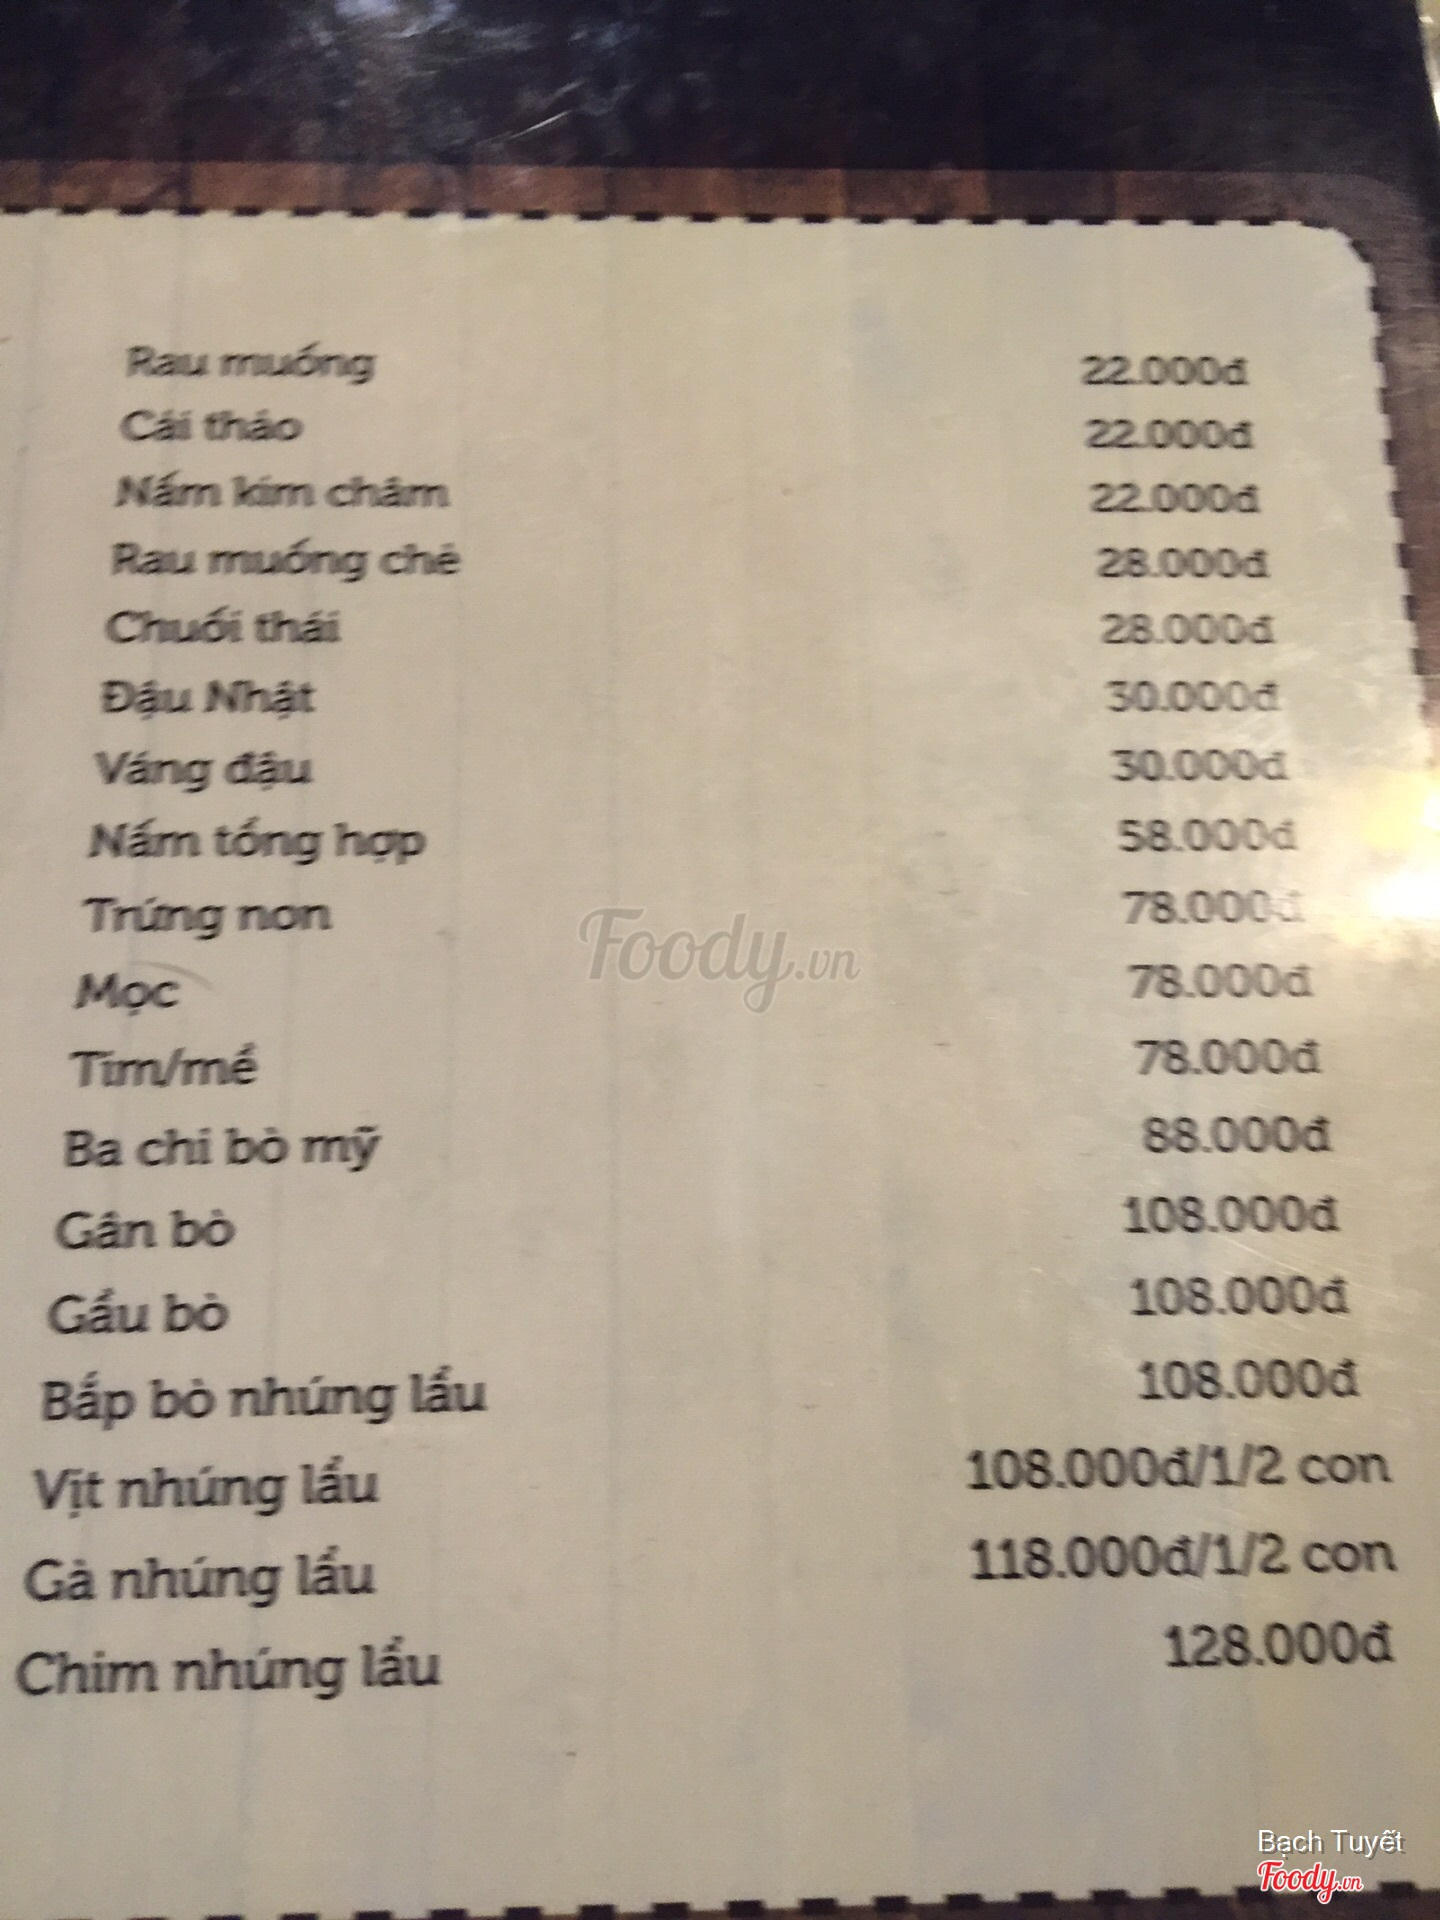 Rau muống 22.000đ
Cải thảo 22.000đ
Nấm kim châm 22.000đ
Rau muống chẻ 28.000đ
Chuối thái 28.000đ
Đậu Nhật 30.000đ
Váng đậu 30.000đ
Nấm tổng hợp 58.000đ
Trứng non 78.000đ
Mọc 78.000đ
Tim/mề 78.000đ
Ba chỉ bò mỹ 88.000đ
Gân bò 108.000đ
Gầu bò 108.000đ
Bắp bò nhúng lẩu 108.000đ
Vịt nhúng lẩu 108.000đ/1/2 con
Gà nhúng lẩu 118.000đ/1/2 con
Chim nhúng lẩu 128.000đ
Foody.vn
Bạch Tuyết
Foody.vn